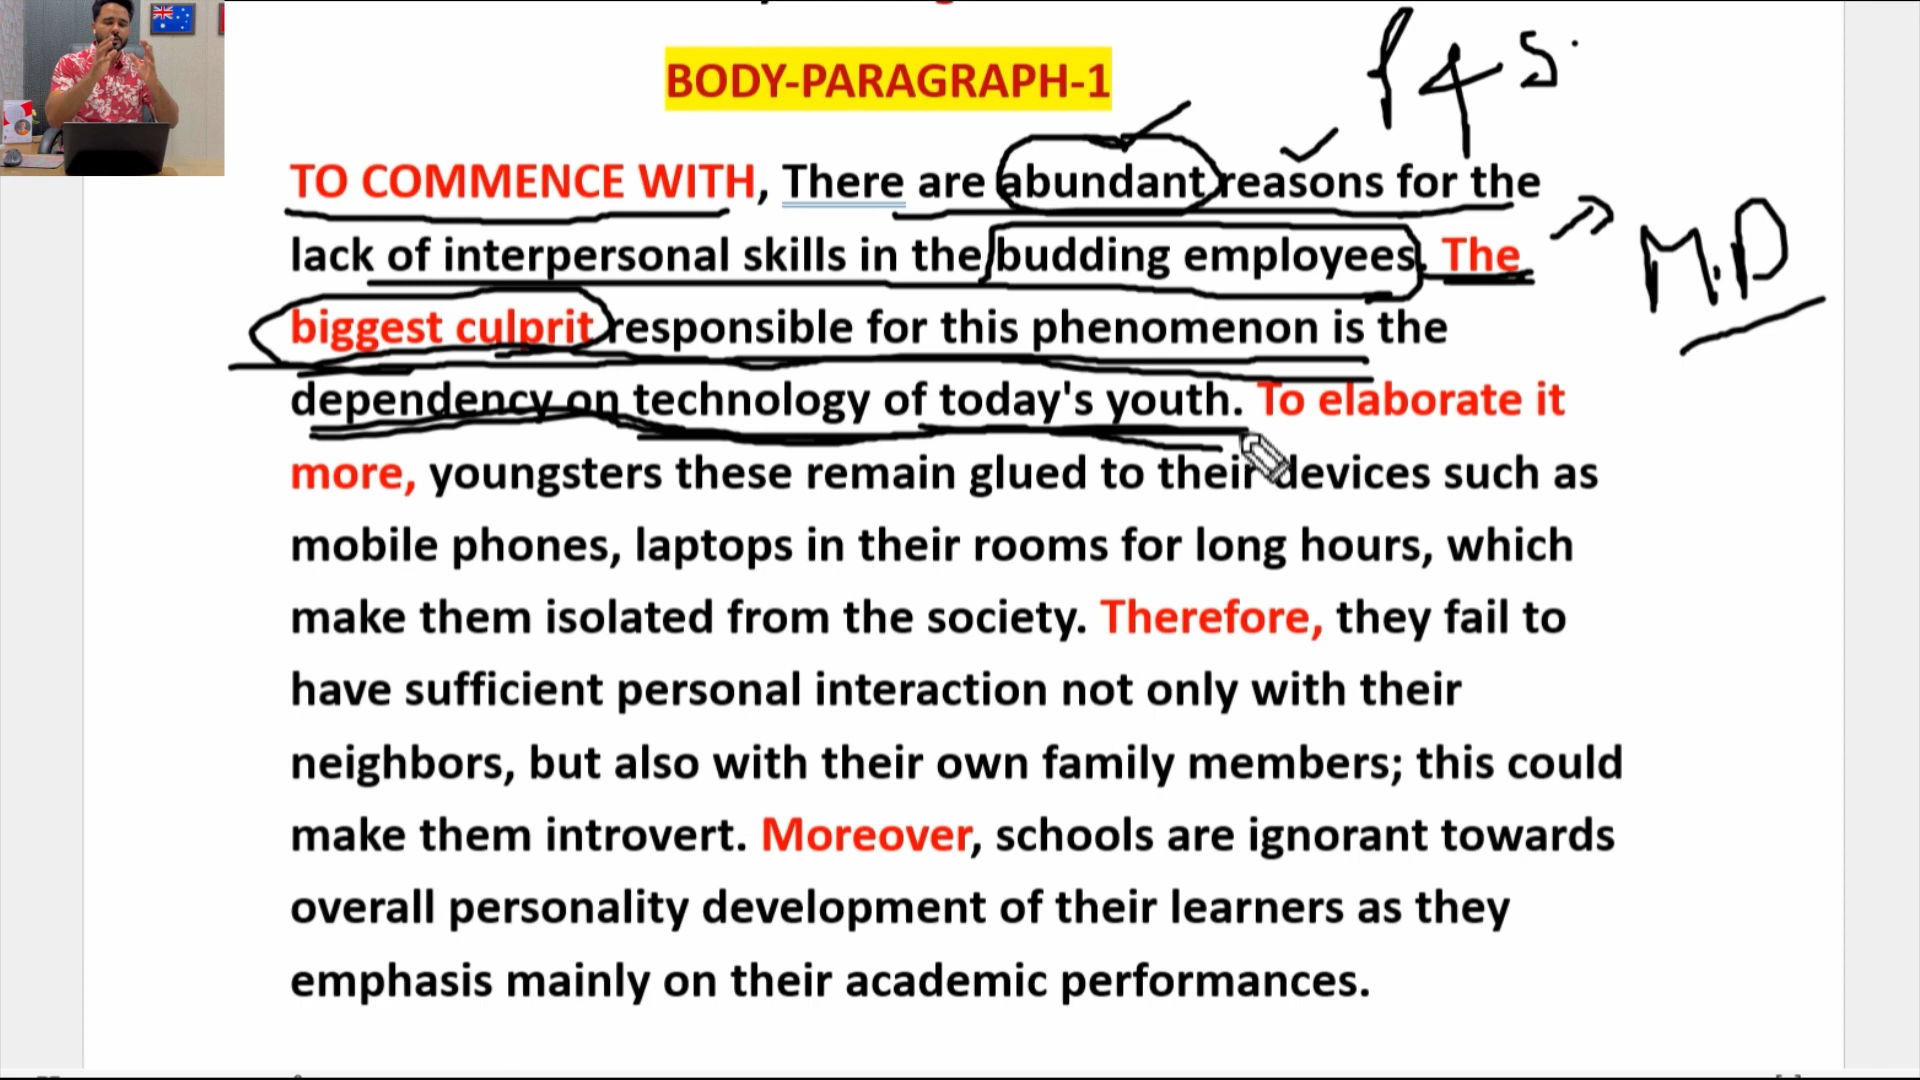 BODY-PARAGRAPH-1
P 4 S.
TO COMMENCE WITH, There are abundant reasons for the
lack of interpersonal skills in the budding employees. The
M.D
biggest culprit responsible for this phenomenon is the
dependency on technology of today's youth. To elaborate it
more, youngsters these remain glued to their devices such as
mobile phones, laptops in their rooms for long hours, which
make them isolated from the society. Therefore, they fail to
have sufficient personal interaction not only with their
neighbors, but also with their own family members; this could
make them introvert. Moreover, schools are ignorant towards
overall personality development of their learners as they
emphasis mainly on their academic performances.